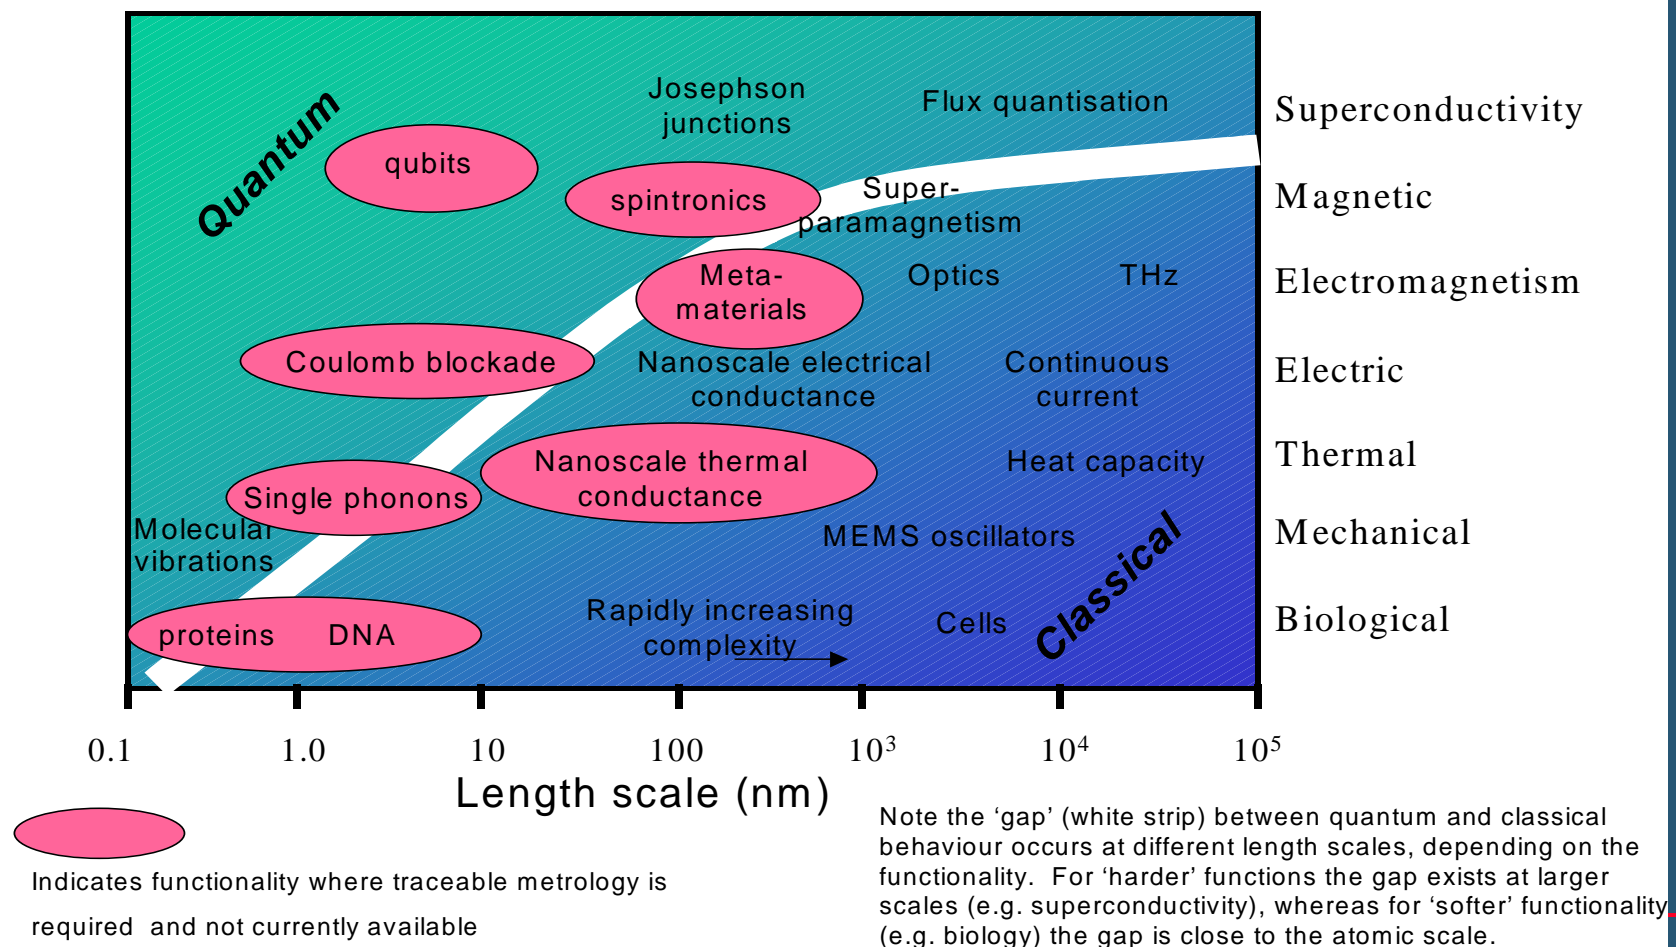 Quantum
Josephson
junctions
Flux quantisation
Superconductivity
qubits
spintronics
Super-
paramagnetism
Magnetic
Meta-
materials
Optics
THz
Electromagnetism
Coulomb blockade
Nanoscale electrical
conductance
Continuous
current
Electric
Nanoscale thermal
conductance
Heat capacity
Thermal
Single phonons
Molecular
vibrations
MEMS oscillators
Mechanical
Classical
proteins
DNA
Rapidly increasing
complexity
Cells
Biological
0.1 1.0 10 100 10³ 10⁴ 10⁵
Length scale (nm)
Indicates functionality where traceable metrology is
required and not currently available
Note the ‘gap’ (white strip) between quantum and classical
behaviour occurs at different length scales, depending on the
functionality. For ‘harder’ functions the gap exists at larger
scales (e.g. superconductivity), whereas for ‘softer’ functionality
(e.g. biology) the gap is close to the atomic scale.